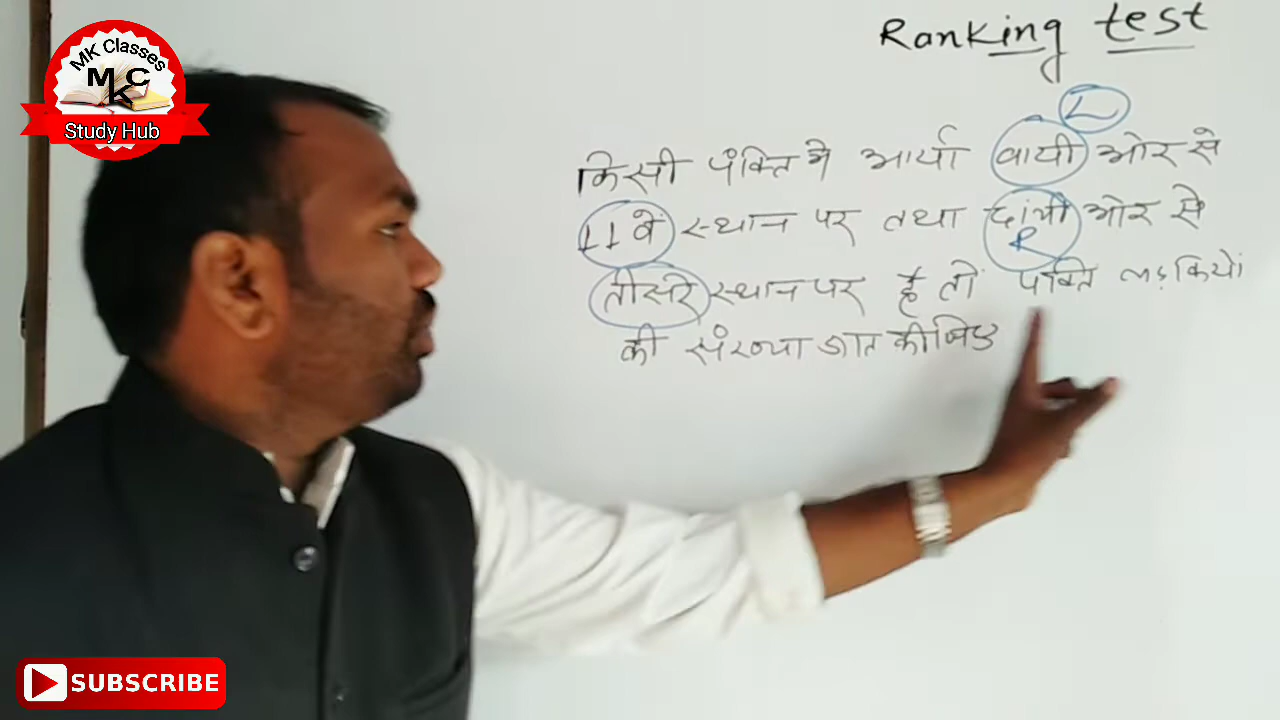 MK Classes
MKC
Study Hub
Ranking test
L
किसी पंक्ति मे आर्या वायी ओर से
11 वे स्थान पर तथा दांयी ओर से
R
तीसरे स्थान पर है तो पंक्ति लड़कियों
की संख्या ज्ञात कीजिए
SUBSCRIBE